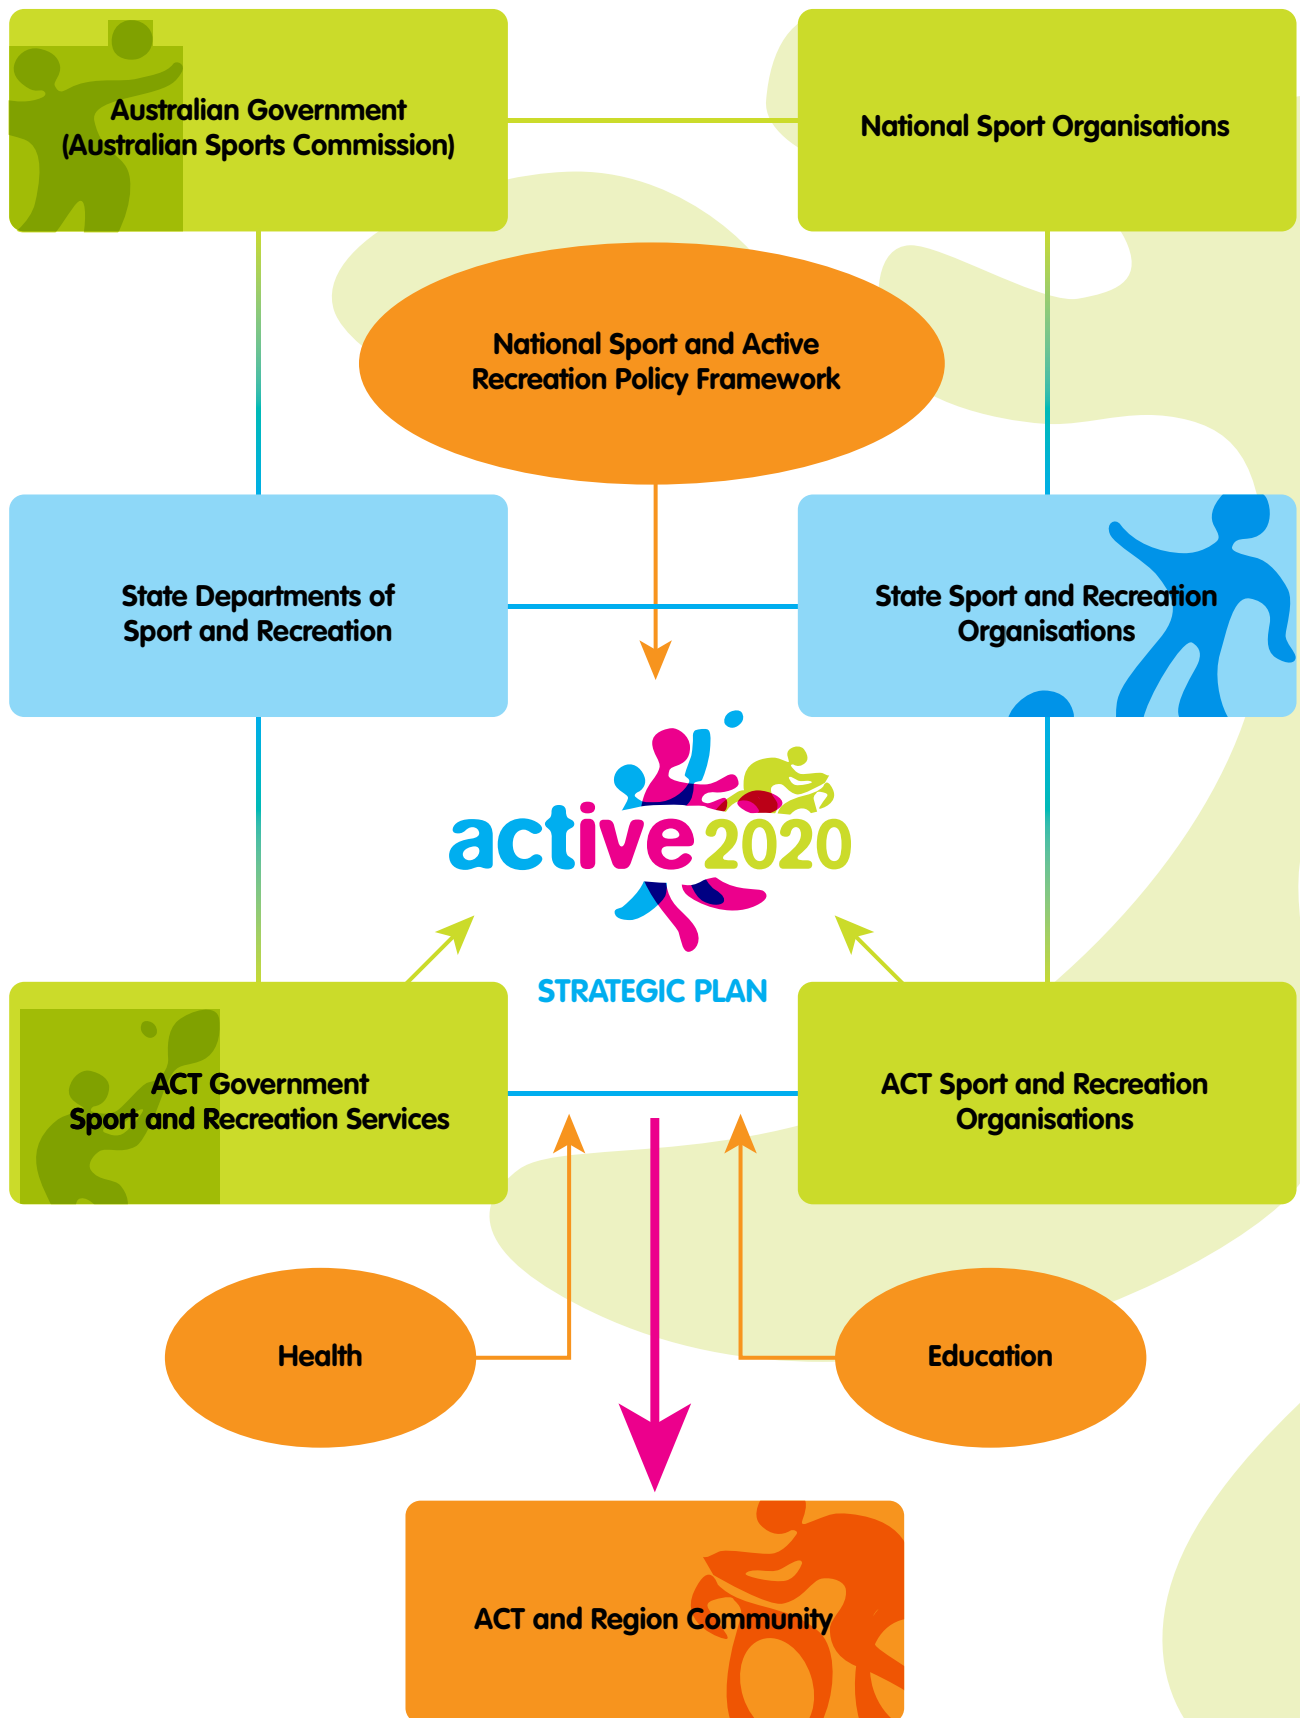 Australian Government
(Australian Sports Commission)
National Sport Organisations
National Sport and Active
Recreation Policy Framework
State Departments of
Sport and Recreation
State Sport and Recreation
Organisations
active 2020
STRATEGIC PLAN
ACT Government
Sport and Recreation Services
ACT Sport and Recreation
Organisations
Health
Education
ACT and Region Community